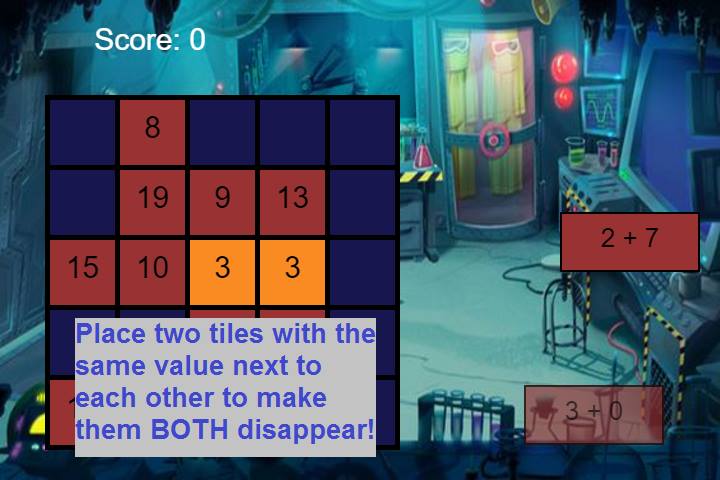 Score: 0
8
19 9 13
2 + 7
15 10 3 3
Place two tiles with the
same value next to
each other to make
them BOTH disappear!
3 + 0